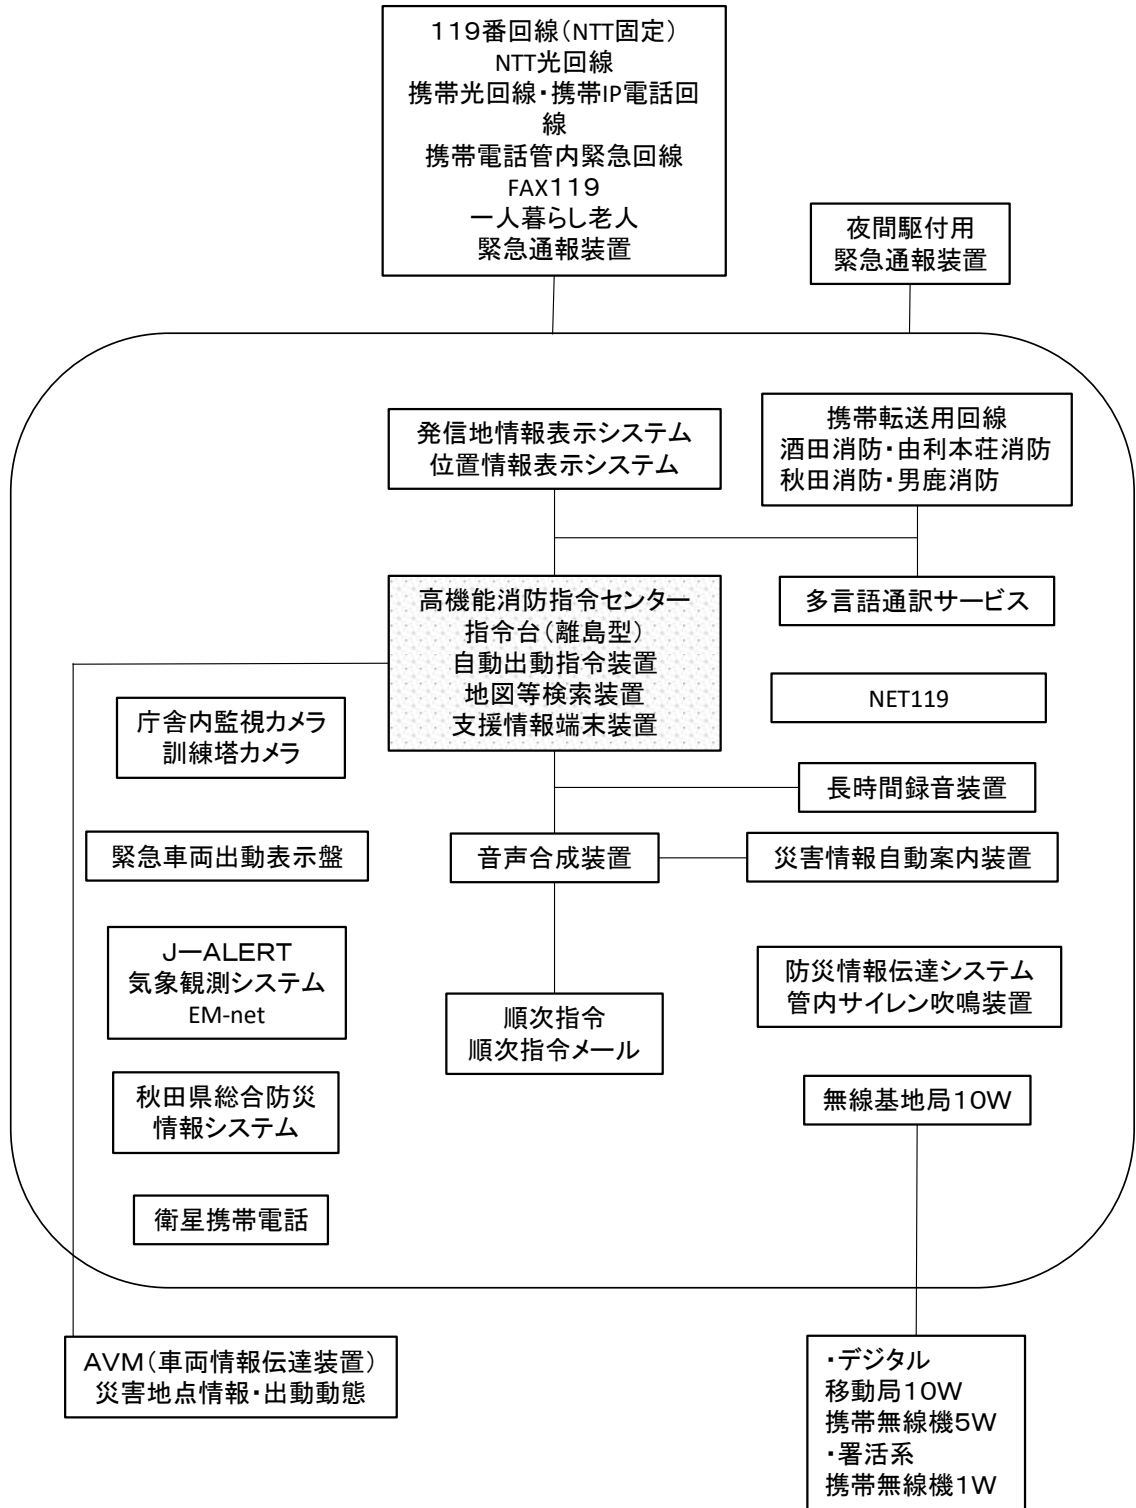 119番回線(NTT固定)
NTT光回線
携帯光回線・携帯IP電話回
線
携帯電話管内緊急回線
FAX119
一人暮らし老人
緊急通報装置
夜間駆付用
緊急通報装置
発信地情報表示システム
位置情報表示システム
携帯転送用回線
酒田消防・由利本荘消防
秋田消防・男鹿消防
高機能消防指令センター
指令台(離島型)
自動出動指令装置
地図等検索装置
支援情報端末装置
多言語通訳サービス
NET119
庁舎内監視カメラ
訓練塔カメラ
長時間録音装置
緊急車両出動表示盤
音声合成装置
災害情報自動案内装置
J－ALERT
気象観測システム
EM-net
順次指令
順次指令メール
防災情報伝達システム
管内サイレン吹鳴装置
秋田県総合防災
情報システム
無線基地局10W
衛星携帯電話
AVM(車両情報伝達装置)
災害地点情報・出動動態
・デジタル
移動局10W
携帯無線機5W
・署活系
携帯無線機1W